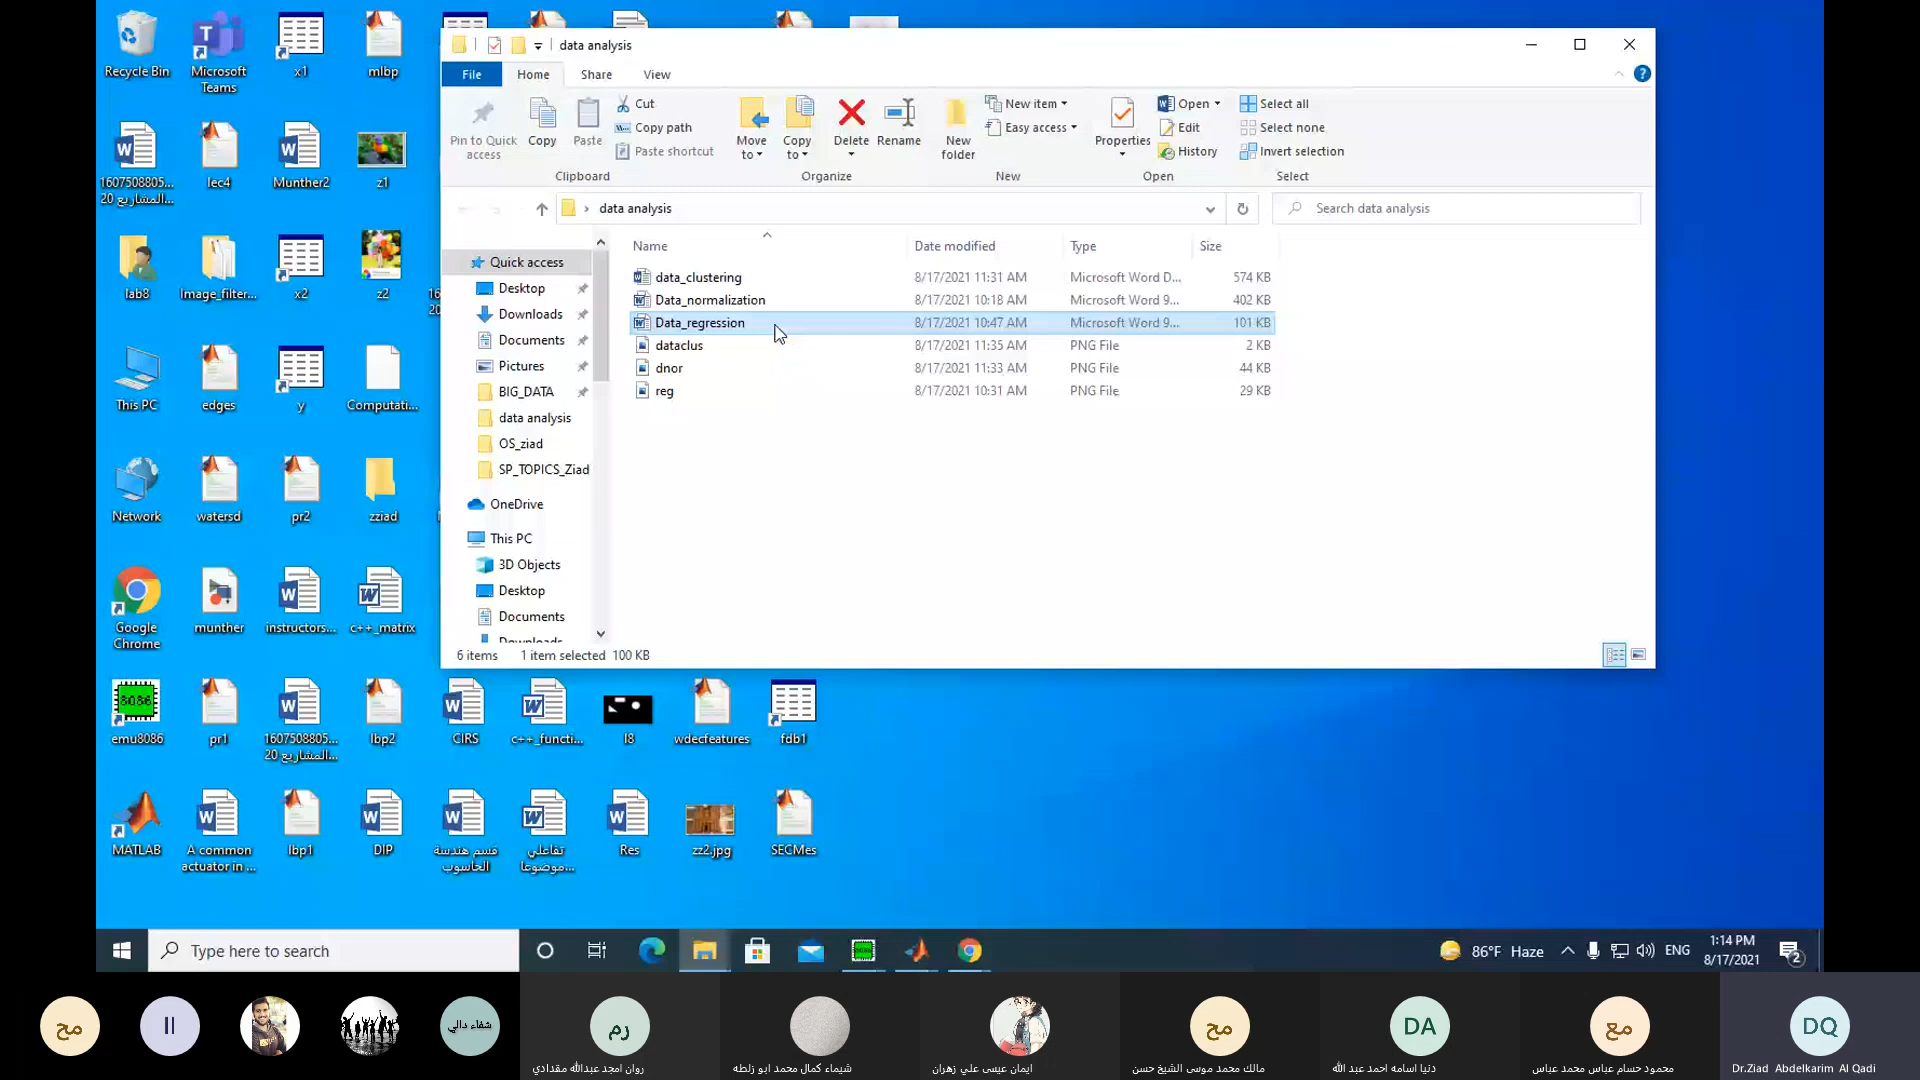 data analysis
File
Home
Share
View
Pin to Quick access
Copy
Paste
Cut
Copy path
Paste shortcut
Clipboard
Move to
Copy to
Delete
Rename
Organize
New folder
New item
Easy access
New
Properties
Open
Edit
History
Open
Select all
Select none
Invert selection
Select
data analysis
Search data analysis
Name
Date modified
Type
Size
data_clustering 8/17/2021 11:31 AM Microsoft Word D... 574 KB
Data_normalization 8/17/2021 10:18 AM Microsoft Word 9... 402 KB
Data_regression 8/17/2021 10:47 AM Microsoft Word 9... 101 KB
dataclus 8/17/2021 11:35 AM PNG File 2 KB
dnor 8/17/2021 11:33 AM PNG File 44 KB
reg 8/17/2021 10:31 AM PNG File 29 KB
Quick access
Desktop
Downloads
Documents
Pictures
BIG_DATA
data analysis
OS_ziad
SP_TOPICS_Ziad
OneDrive
This PC
3D Objects
Desktop
Documents
Downloads
6 items
1 item selected 100 KB
Recycle Bin
Microsoft Teams
x1
mlbp
1607508805...
المشاريع 20...
lec4
Munther2
z1
lab8
Image_filter...
x2
z2
This PC
edges
y
Computati...
Network
watersd
pr2
zziad
Google Chrome
munther
instructors...
c++_matrix
8086
emu8086
pr1
1607508805...
المشاريع 20...
lbp2
CIRS
c++_functi...
l8
wdecfeatures
fdb1
MATLAB
A common actuator in ...
lbp1
DIP
قسم هندسة الحاسوب
تفاعلي موضوعا...
Res
zz2.jpg
SECMes
Type here to search
86°F Haze
ENG
1:14 PM
8/17/2021
2
مح
شفاء دالي
رم
مح
DA
مع
DQ
روان امجد عبدالله مقدادي
شيماء كمال محمد ابو زلطه
ايمان عيسى علي زهران
مالك محمد موسى الشيخ حسن
دنيا اسامه احمد عبد الله
محمود حسام عباس محمد عباس
Dr.Ziad Abdelkarim Al Qadi